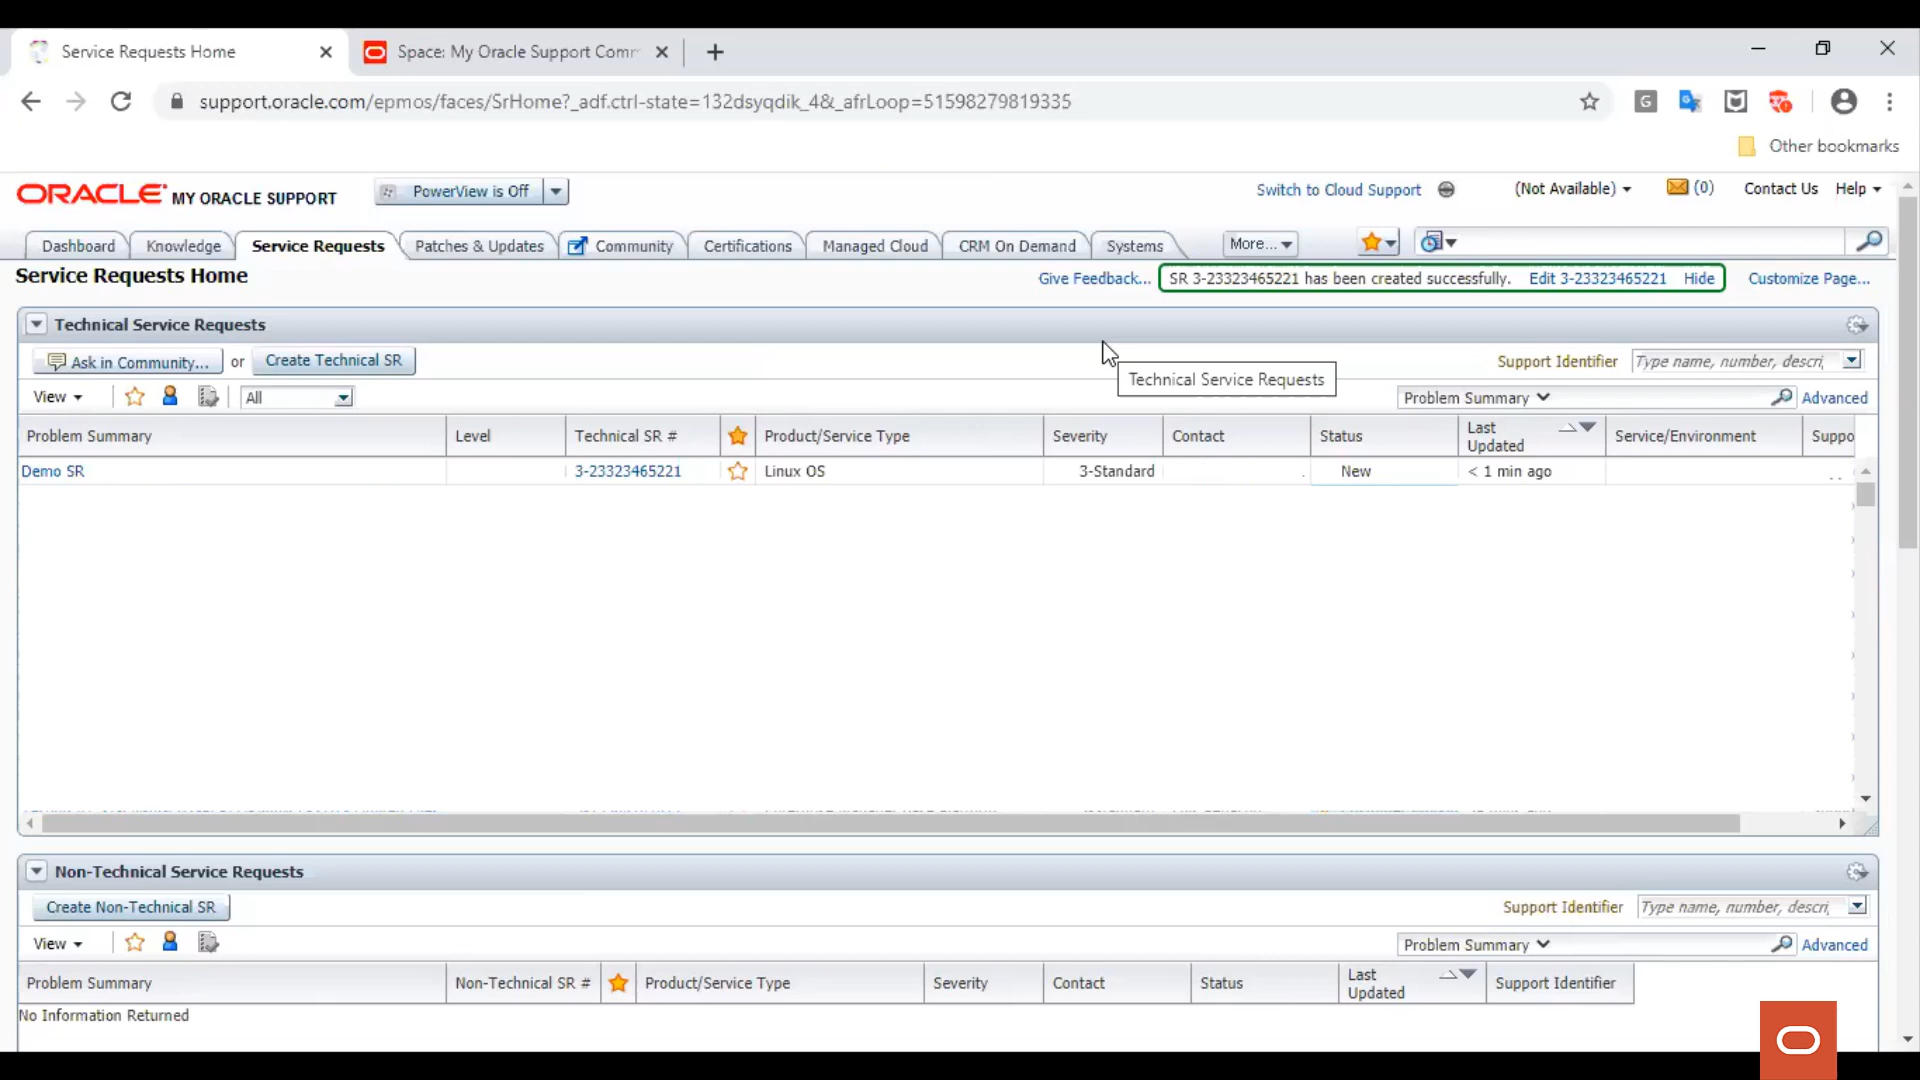 Service Requests Home
Space: My Oracle Support Comm
support.oracle.com/epmos/faces/SrHome?_adf.ctrl-state=132dsyqdik_4&_afrLoop=51598279819335
Other bookmarks
ORACLE MY ORACLE SUPPORT PowerView is Off Switch to Cloud Support (Not Available) (0) Contact Us Help
Dashboard Knowledge Service Requests Patches & Updates Community Certifications Managed Cloud CRM On Demand Systems More...
Service Requests Home Give Feedback... SR 3-23323465221 has been created successfully. Edit 3-23323465221 Hide Customize Page...
Technical Service Requests
Ask in Community... or Create Technical SR Support Identifier Type name, number, descri
Technical Service Requests
View All Problem Summary Advanced
Problem Summary Level Technical SR # Product/Service Type Severity Contact Status Last Updated Service/Environment Suppo
Demo SR 3-23323465221 Linux OS 3-Standard New < 1 min ago
Non-Technical Service Requests
Create Non-Technical SR Support Identifier Type name, number, descri
View Problem Summary Advanced
Problem Summary Non-Technical SR # Product/Service Type Severity Contact Status Last Updated Support Identifier
No Information Returned